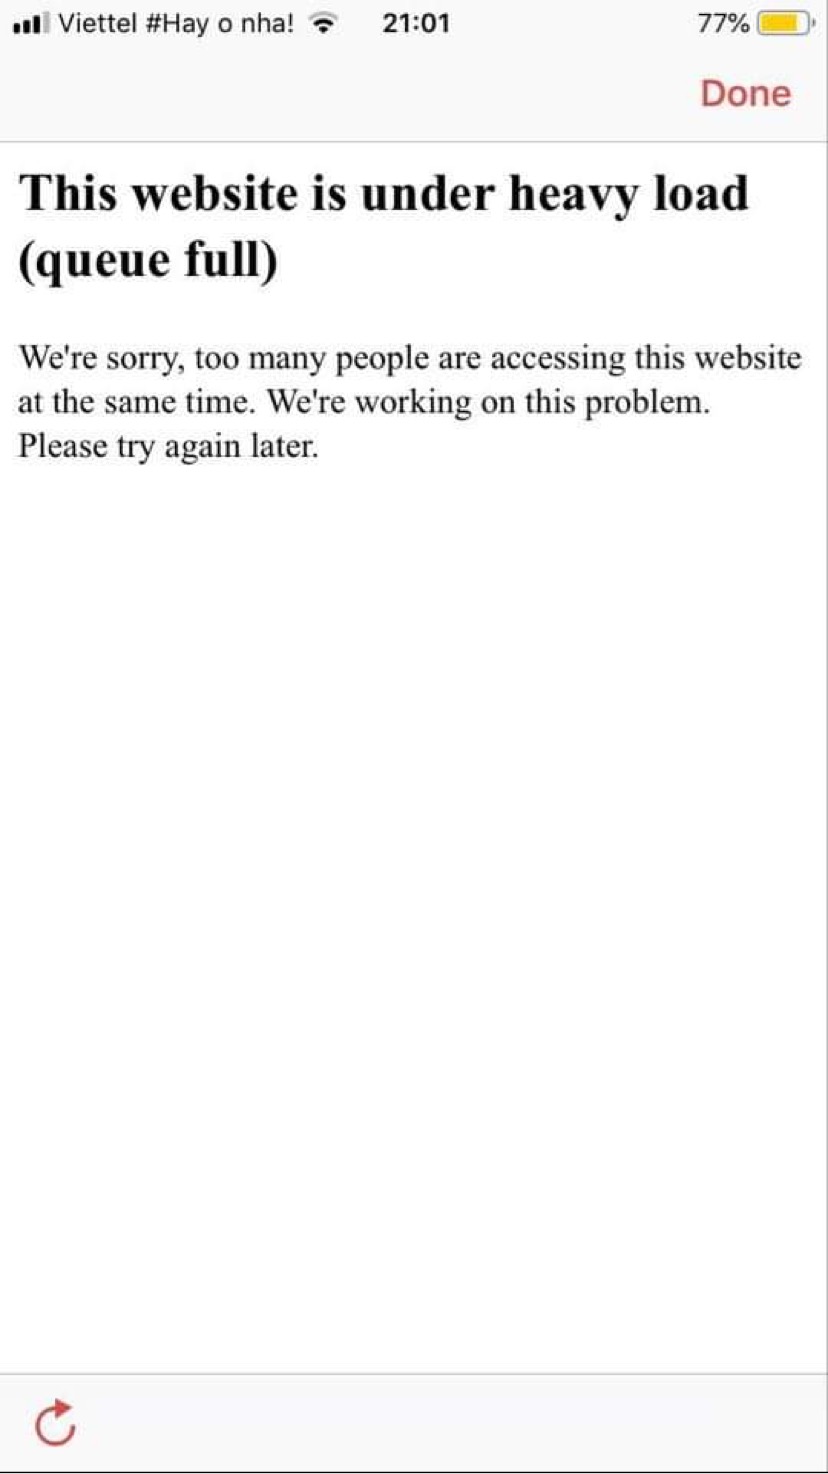 Viettel #Hay o nha! 21:01 77%
Done
This website is under heavy load
(queue full)
We're sorry, too many people are accessing this website
at the same time. We're working on this problem.
Please try again later.